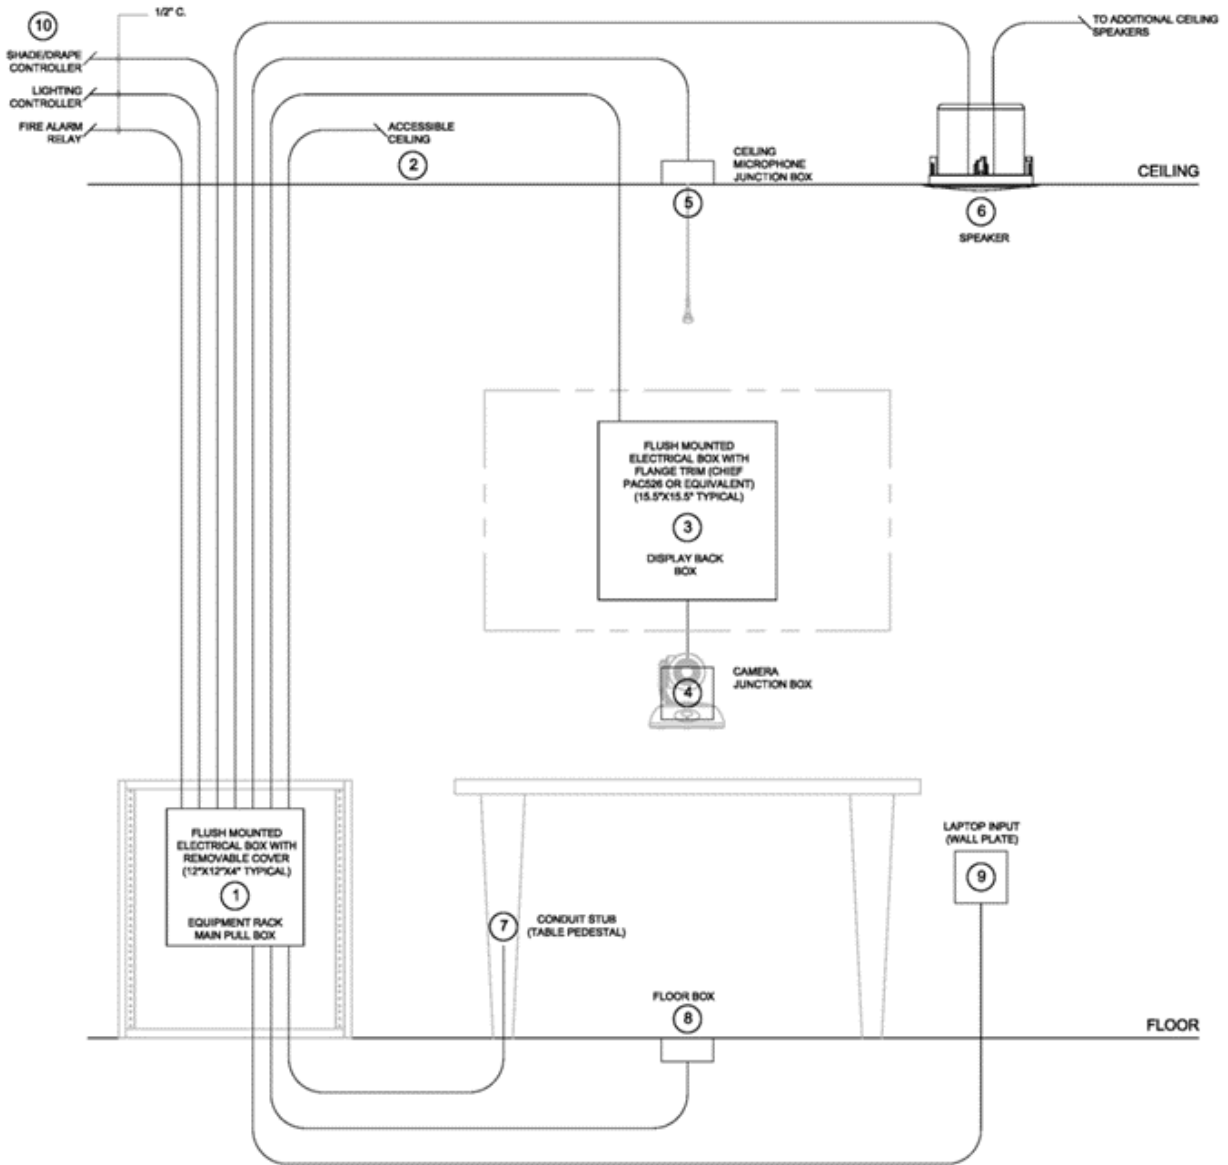 10
1/2" C.
TO ADDITIONAL CEILING
SPEAKERS
SHADE/DRAPE
CONTROLLER
LIGHTING
CONTROLLER
FIRE ALARM
RELAY
ACCESSIBLE
CEILING
2
CEILING
MICROPHONE
JUNCTION BOX
CEILING
5
6
SPEAKER
FLUSH MOUNTED
ELECTRICAL BOX WITH
FLANGE TRIM (CHIEF
PAC526 OR EQUIVALENT)
(15.5"X15.5" TYPICAL)
3
DISPLAY BACK
BOX
CAMERA
JUNCTION BOX
4
FLUSH MOUNTED
ELECTRICAL BOX WITH
REMOVABLE COVER
(12"X12"X4" TYPICAL)
1
EQUIPMENT RACK
MAIN PULL BOX
LAPTOP INPUT
(WALL PLATE)
9
7
CONDUIT STUB
(TABLE PEDESTAL)
FLOOR BOX
8
FLOOR